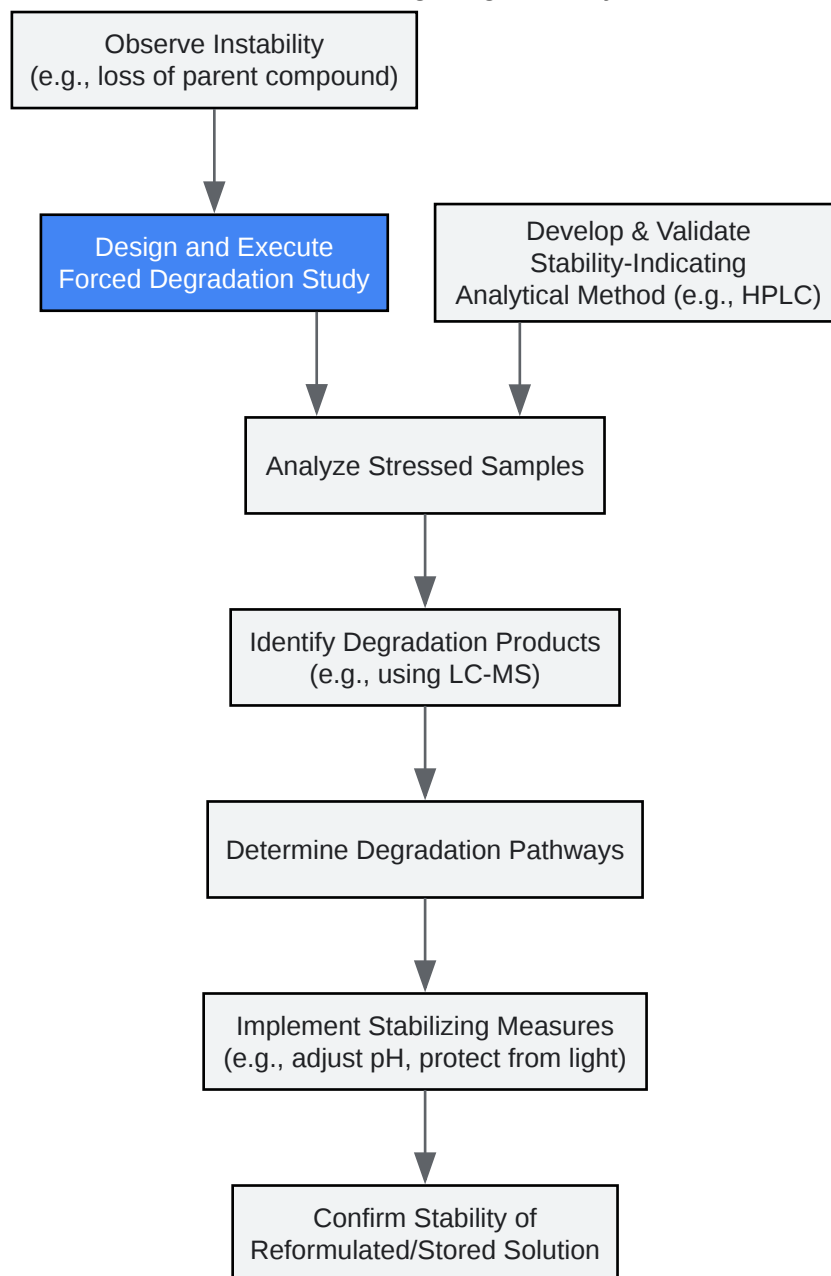 Observe Instability
(e.g., loss of parent compound)
Design and Execute
Forced Degradation Study
Develop & Validate
Stability-Indicating
Analytical Method (e.g., HPLC)
Analyze Stressed Samples
Identify Degradation Products
(e.g., using LC-MS)
Determine Degradation Pathways
Implement Stabilizing Measures
(e.g., adjust pH, protect from light)
Confirm Stability of
Reformulated/Stored Solution